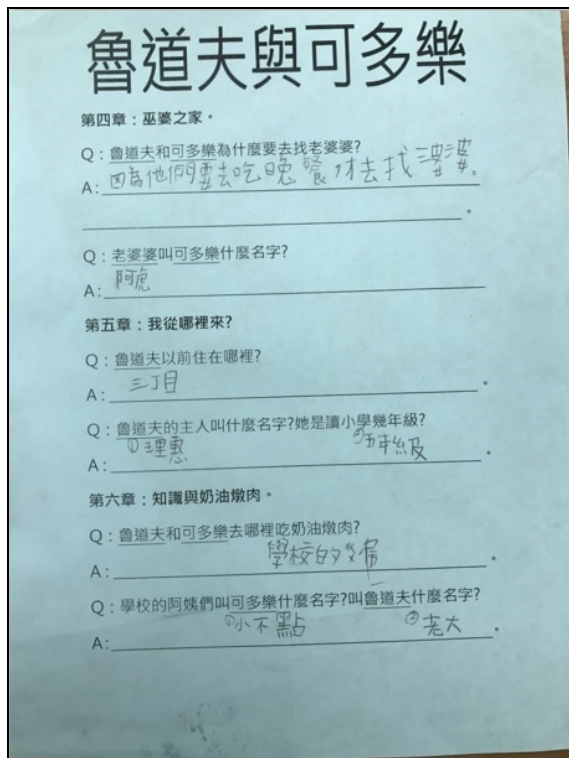 魯道夫與可多樂
第四章：巫婆之家。
Q：魯道夫和可多樂為什麼要去找老婆婆?
A：因為他們要去吃晚餐才去找婆婆。
。
Q：老婆婆叫可多樂什麼名字?
阿虎
A：
第五章：我從哪裡來?
Q：魯道夫以前住在哪裡?
三丁目
A： 。
Q：魯道夫的主人叫什麼名字?她是讀小學幾年級?
①理惠 ②五年級
A： 。
第六章：知識與奶油燉肉。
Q：魯道夫和可多樂去哪裡吃奶油燉肉?
學校的ㄔㄨˊ房
A： 。
Q：學校的阿姨們叫可多樂什麼名字?叫魯道夫什麼名字?
①小不點 ②老大
A： 。